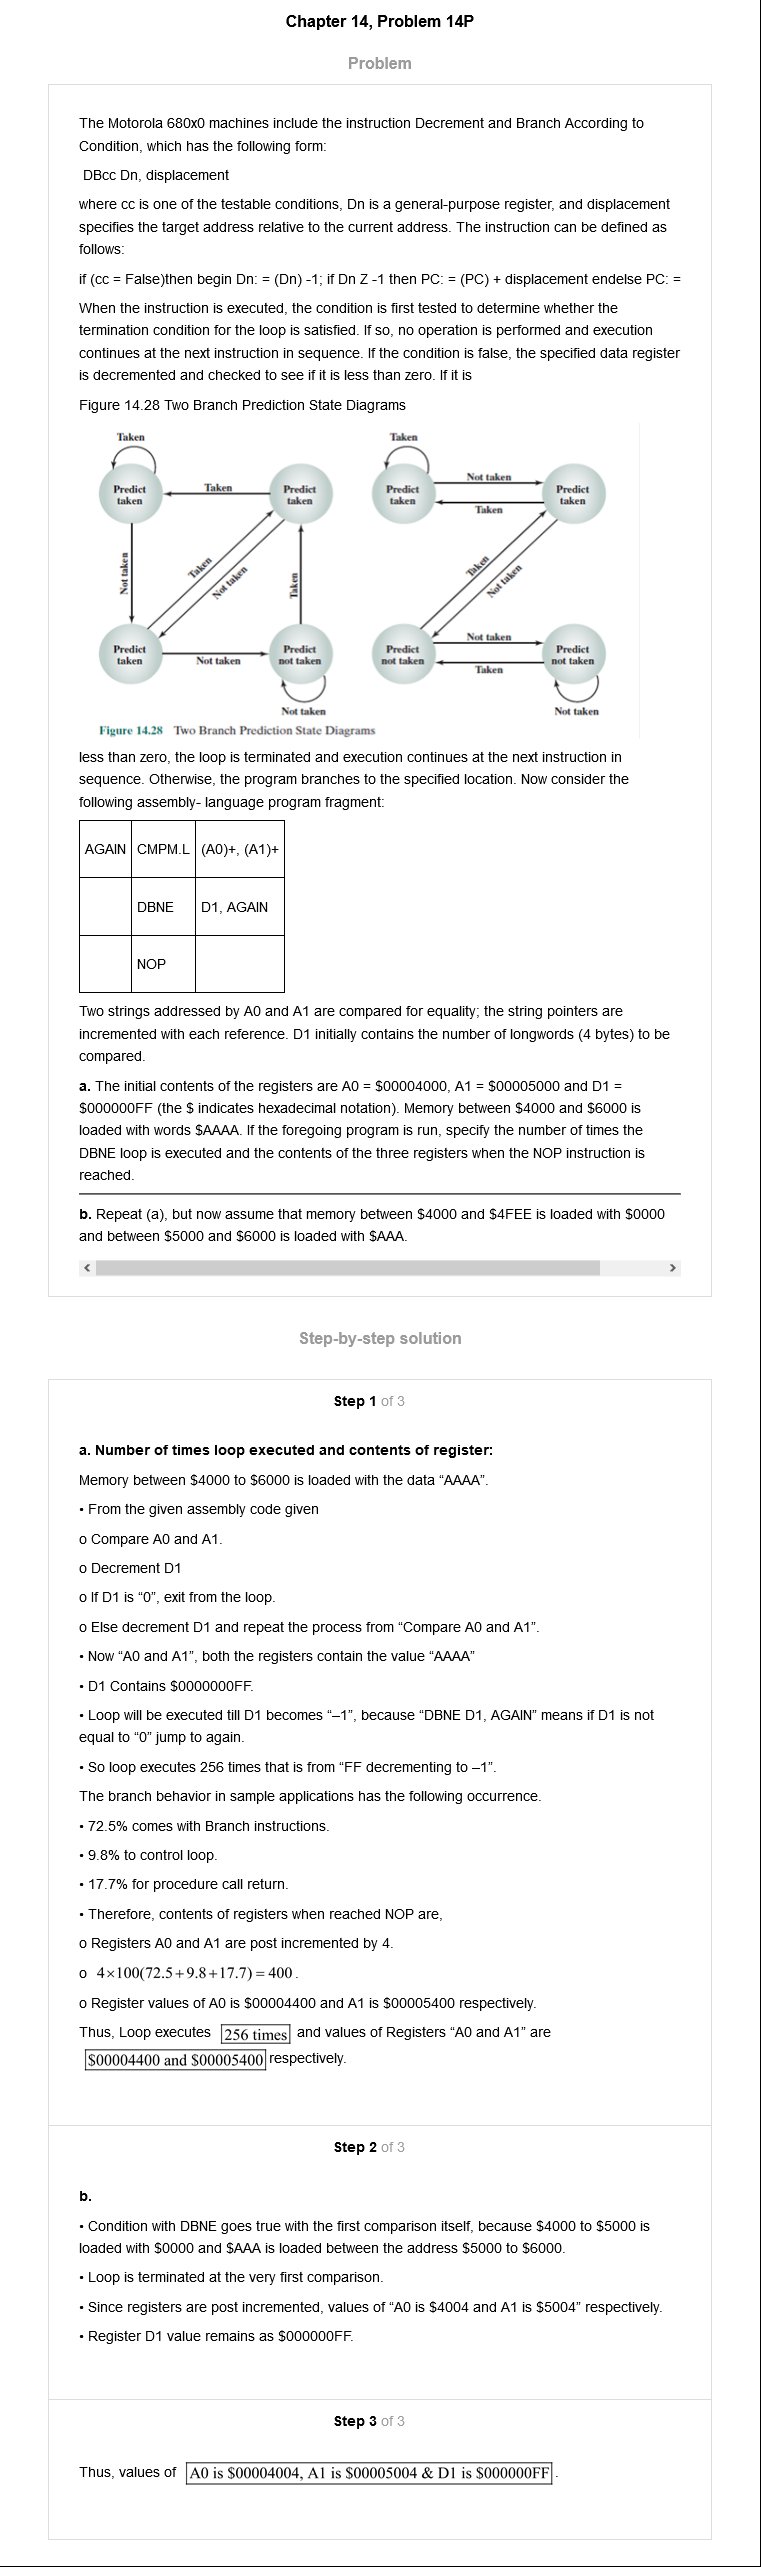 Chapter 14, Problem 14P
Problem
The Motorola 680x0 machines include the instruction Decrement and Branch According to
Condition, which has the following form:
DBcc Dn, displacement
where cc is one of the testable conditions, Dn is a general-purpose register, and displacement
specifies the target address relative to the current address. The instruction can be defined as
follows:
if (cc = False)then begin Dn: = (Dn) -1; if Dn Z -1 then PC: = (PC) + displacement endelse PC: =
When the instruction is executed, the condition is first tested to determine whether the
termination condition for the loop is satisfied. If so, no operation is performed and execution
continues at the next instruction in sequence. If the condition is false, the specified data register
is decremented and checked to see if it is less than zero. If it is
Figure 14.28 Two Branch Prediction State Diagrams
Taken
Taken
Predict
taken
Taken
Predict
taken
Predict
taken
Not taken
Taken
Predict
taken
Not taken
Taken
Not taken
Taken
Taken
Not taken
Predict
taken
Not taken
Predict
not taken
Predict
not taken
Not taken
Taken
Predict
not taken
Not taken
Not taken
Figure 14.28 Two Branch Prediction State Diagrams
less than zero, the loop is terminated and execution continues at the next instruction in
sequence. Otherwise, the program branches to the specified location. Now consider the
following assembly- language program fragment:
AGAIN CMPM.L (A0)+, (A1)+
DBNE D1, AGAIN
NOP
Two strings addressed by A0 and A1 are compared for equality; the string pointers are
incremented with each reference. D1 initially contains the number of longwords (4 bytes) to be
compared.
a. The initial contents of the registers are A0 = $00004000, A1 = $00005000 and D1 =
$000000FF (the $ indicates hexadecimal notation). Memory between $4000 and $6000 is
loaded with words $AAAA. If the foregoing program is run, specify the number of times the
DBNE loop is executed and the contents of the three registers when the NOP instruction is
reached.
b. Repeat (a), but now assume that memory between $4000 and $4FEE is loaded with $0000
and between $5000 and $6000 is loaded with $AAA.
Step-by-step solution
Step 1 of 3
a. Number of times loop executed and contents of register:
Memory between $4000 to $6000 is loaded with the data “AAAA”.
• From the given assembly code given
o Compare A0 and A1.
o Decrement D1
o If D1 is “0”, exit from the loop.
o Else decrement D1 and repeat the process from “Compare A0 and A1”.
• Now “A0 and A1”, both the registers contain the value “AAAA”
• D1 Contains $0000000FF.
• Loop will be executed till D1 becomes “–1”, because “DBNE D1, AGAIN” means if D1 is not
equal to “0” jump to again.
• So loop executes 256 times that is from “FF decrementing to –1”.
The branch behavior in sample applications has the following occurrence.
• 72.5% comes with Branch instructions.
• 9.8% to control loop.
• 17.7% for procedure call return.
• Therefore, contents of registers when reached NOP are,
o Registers A0 and A1 are post incremented by 4.
o 4×100(72.5+9.8+17.7)=400.
o Register values of A0 is $00004400 and A1 is $00005400 respectively.
Thus, Loop executes 256 times and values of Registers “A0 and A1” are
$00004400 and $00005400 respectively.
Step 2 of 3
b.
• Condition with DBNE goes true with the first comparison itself, because $4000 to $5000 is
loaded with $0000 and $AAA is loaded between the address $5000 to $6000.
• Loop is terminated at the very first comparison.
• Since registers are post incremented, values of “A0 is $4004 and A1 is $5004” respectively.
• Register D1 value remains as $000000FF.
Step 3 of 3
Thus, values of A0 is $00004004, A1 is $00005004 & D1 is $000000FF.